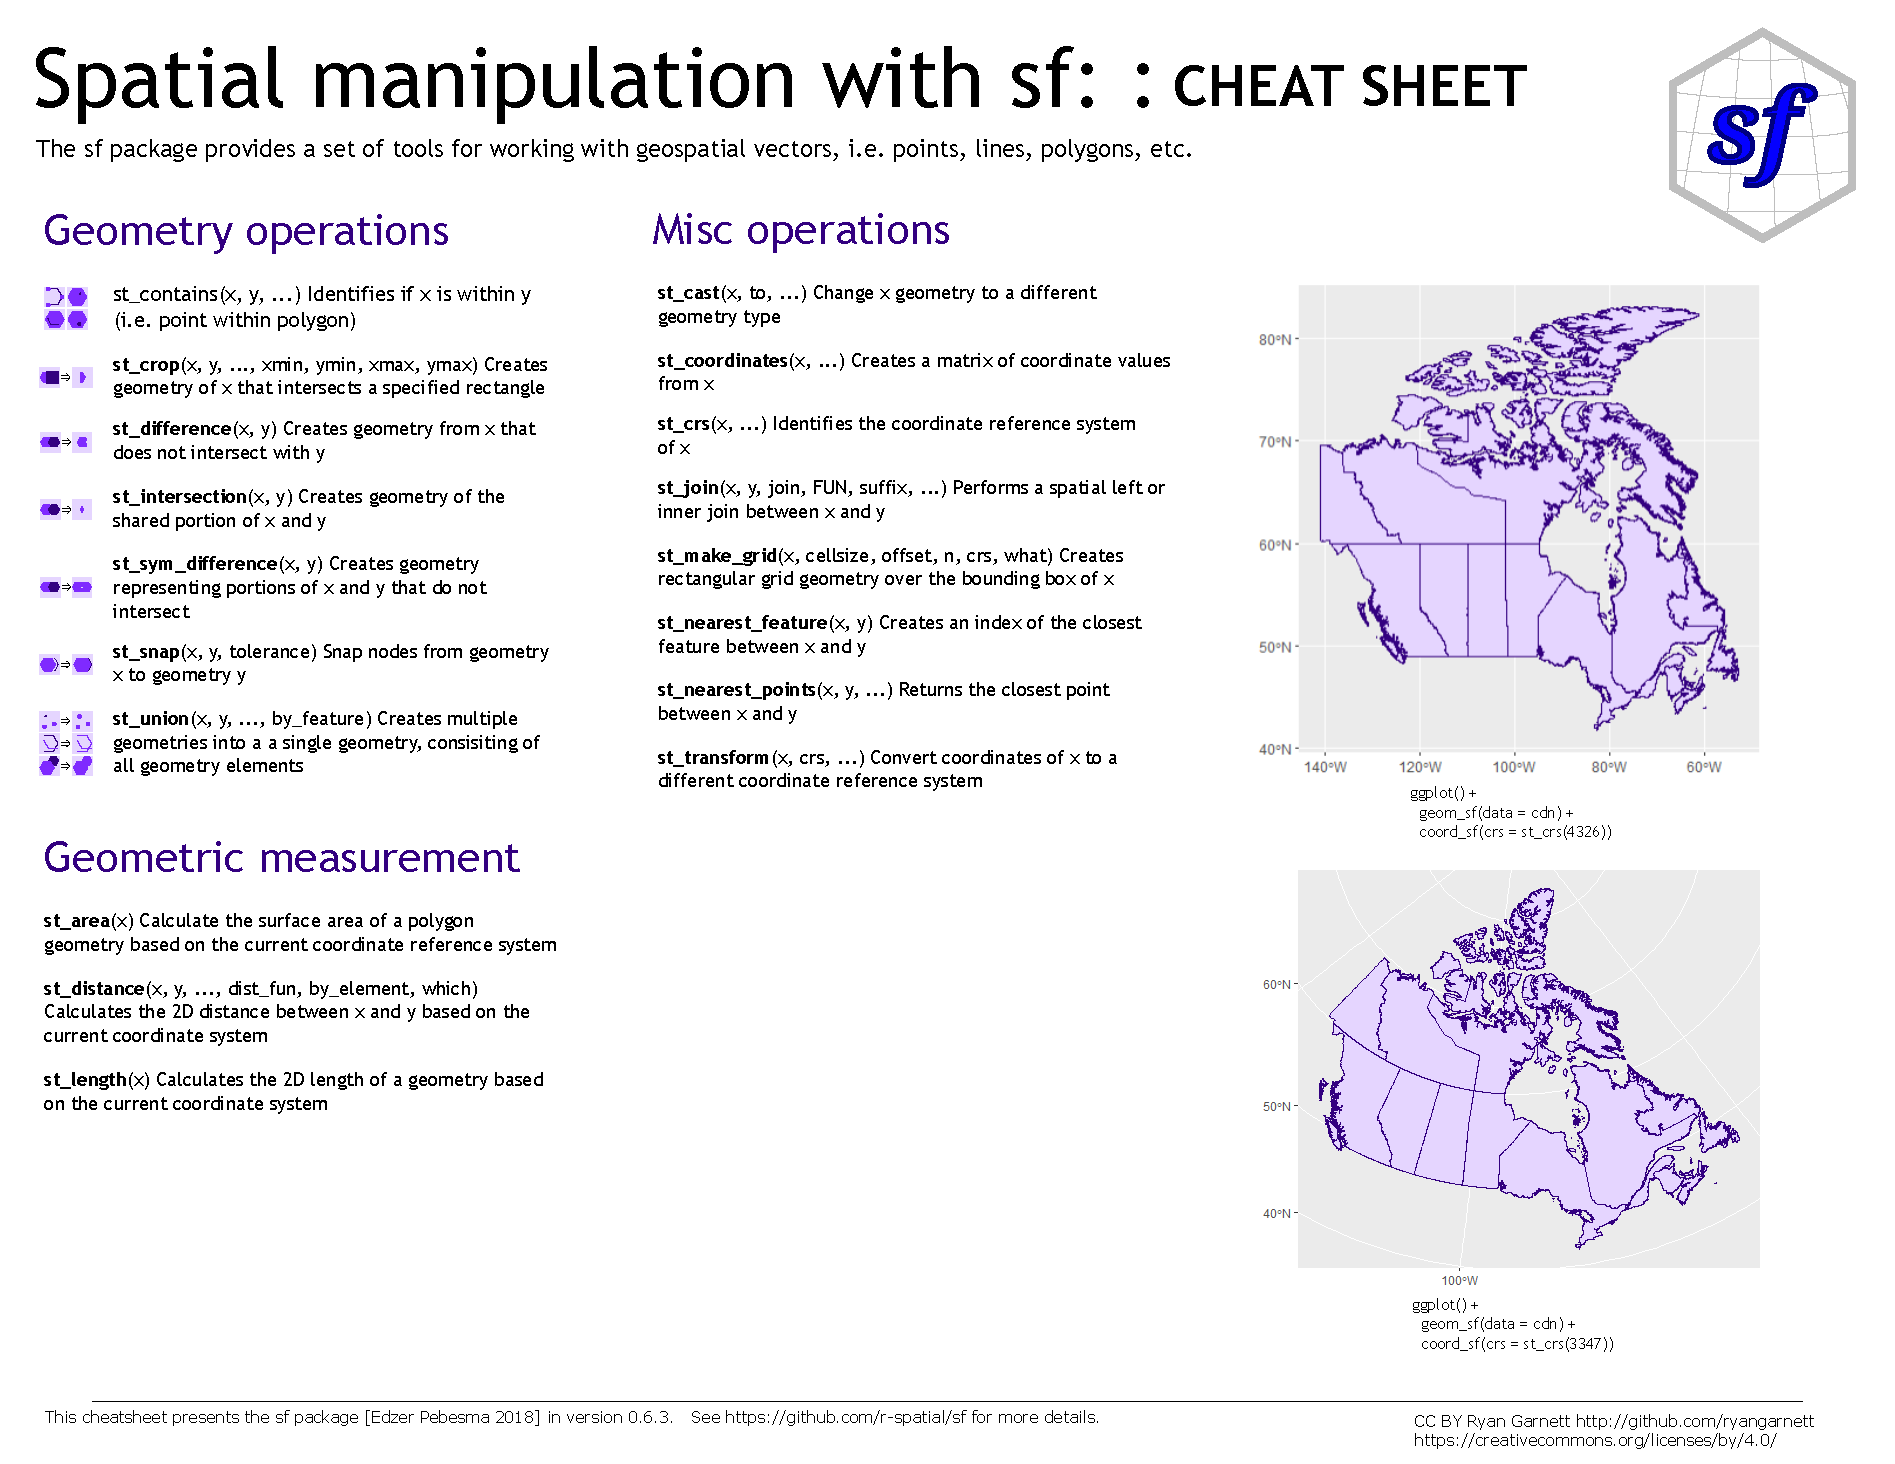 Spatial manipulation with sf: : CHEAT SHEET
The sf package provides a set of tools for working with geospatial vectors, i.e. points, lines, polygons, etc.
sf
Geometry operations
st_contains(x, y, ...) Identifies if x is within y
(i.e. point within polygon)
st_crop(x, y, ..., xmin, ymin, xmax, ymax) Creates
geometry of x that intersects a specified rectangle
st_difference(x, y) Creates geometry from x that
does not intersect with y
st_intersection(x, y) Creates geometry of the
shared portion of x and y
st_sym_difference(x, y) Creates geometry
representing portions of x and y that do not
intersect
st_snap(x, y, tolerance) Snap nodes from geometry
x to geometry y
st_union(x, y, ..., by_feature) Creates multiple
geometries into a a single geometry, consisiting of
all geometry elements
Geometric measurement
st_area(x) Calculate the surface area of a polygon
geometry based on the current coordinate reference system
st_distance(x, y, ..., dist_fun, by_element, which)
Calculates the 2D distance between x and y based on the
current coordinate system
st_length(x) Calculates the 2D length of a geometry based
on the current coordinate system
Misc operations
st_cast(x, to, ...) Change x geometry to a different
geometry type
st_coordinates(x, ...) Creates a matrix of coordinate values
from x
st_crs(x, ...) Identifies the coordinate reference system
of x
st_join(x, y, join, FUN, suffix, ...) Performs a spatial left or
inner join between x and y
st_make_grid(x, cellsize, offset, n, crs, what) Creates
rectangular grid geometry over the bounding box of x
st_nearest_feature(x, y) Creates an index of the closest
feature between x and y
st_nearest_points(x, y, ...) Returns the closest point
between x and y
st_transform(x, crs, ...) Convert coordinates of x to a
different coordinate reference system
80°N
70°N
60°N
50°N
40°N
140°W 120°W 100°W 80°W 60°W
ggplot() +
geom_sf(data = cdn) +
coord_sf(crs = st_crs(4326))
60°N
50°N
40°N
100°W
ggplot() +
geom_sf(data = cdn) +
coord_sf(crs = st_crs(3347))
This cheatsheet presents the sf package [Edzer Pebesma 2018] in version 0.6.3. See https://github.com/r-spatial/sf for more details.
CC BY Ryan Garnett http://github.com/ryangarnett
https://creativecommons.org/licenses/by/4.0/